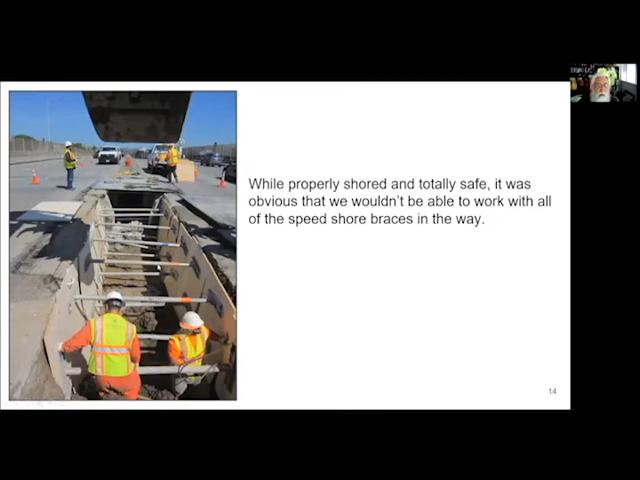 While properly shored and totally safe, it was
obvious that we wouldn't be able to work with all
of the speed shore braces in the way.
14